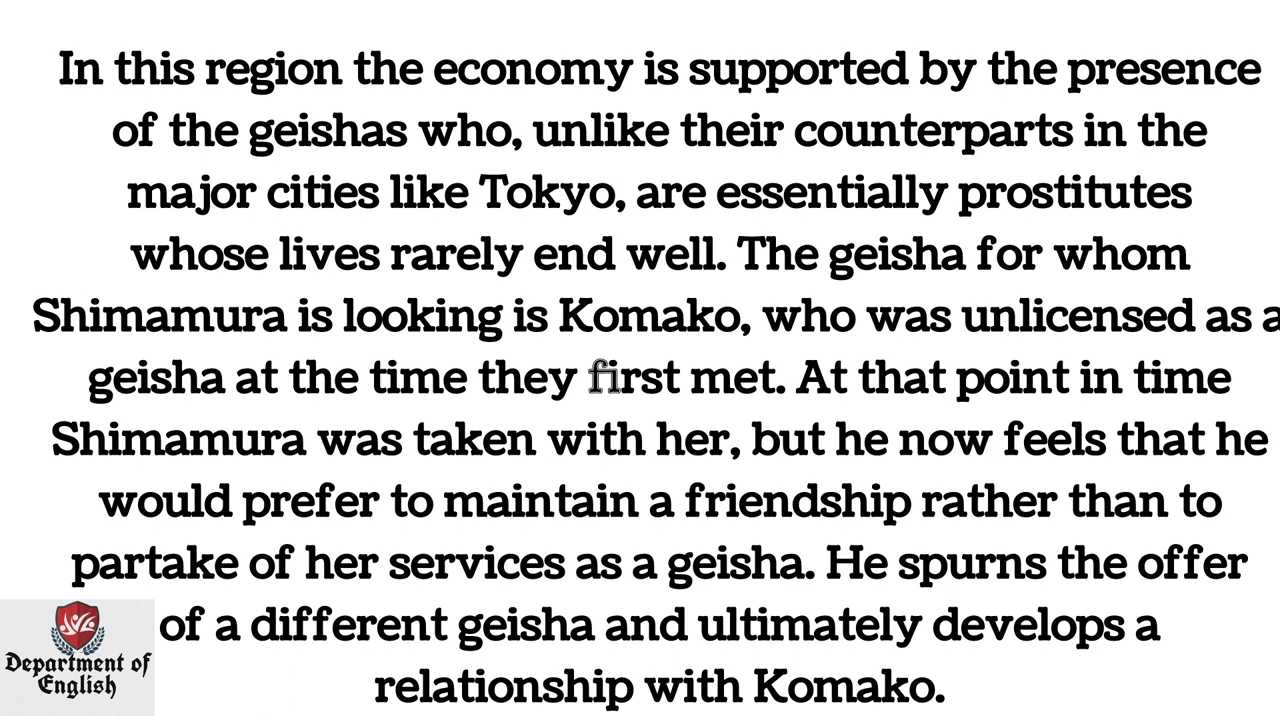 In this region the economy is supported by the presence
of the geishas who, unlike their counterparts in the
major cities like Tokyo, are essentially prostitutes
whose lives rarely end well. The geisha for whom
Shimamura is looking is Komako, who was unlicensed as a
geisha at the time they first met. At that point in time
Shimamura was taken with her, but he now feels that he
would prefer to maintain a friendship rather than to
partake of her services as a geisha. He spurns the offer
of a different geisha and ultimately develops a
relationship with Komako.
Department of
English